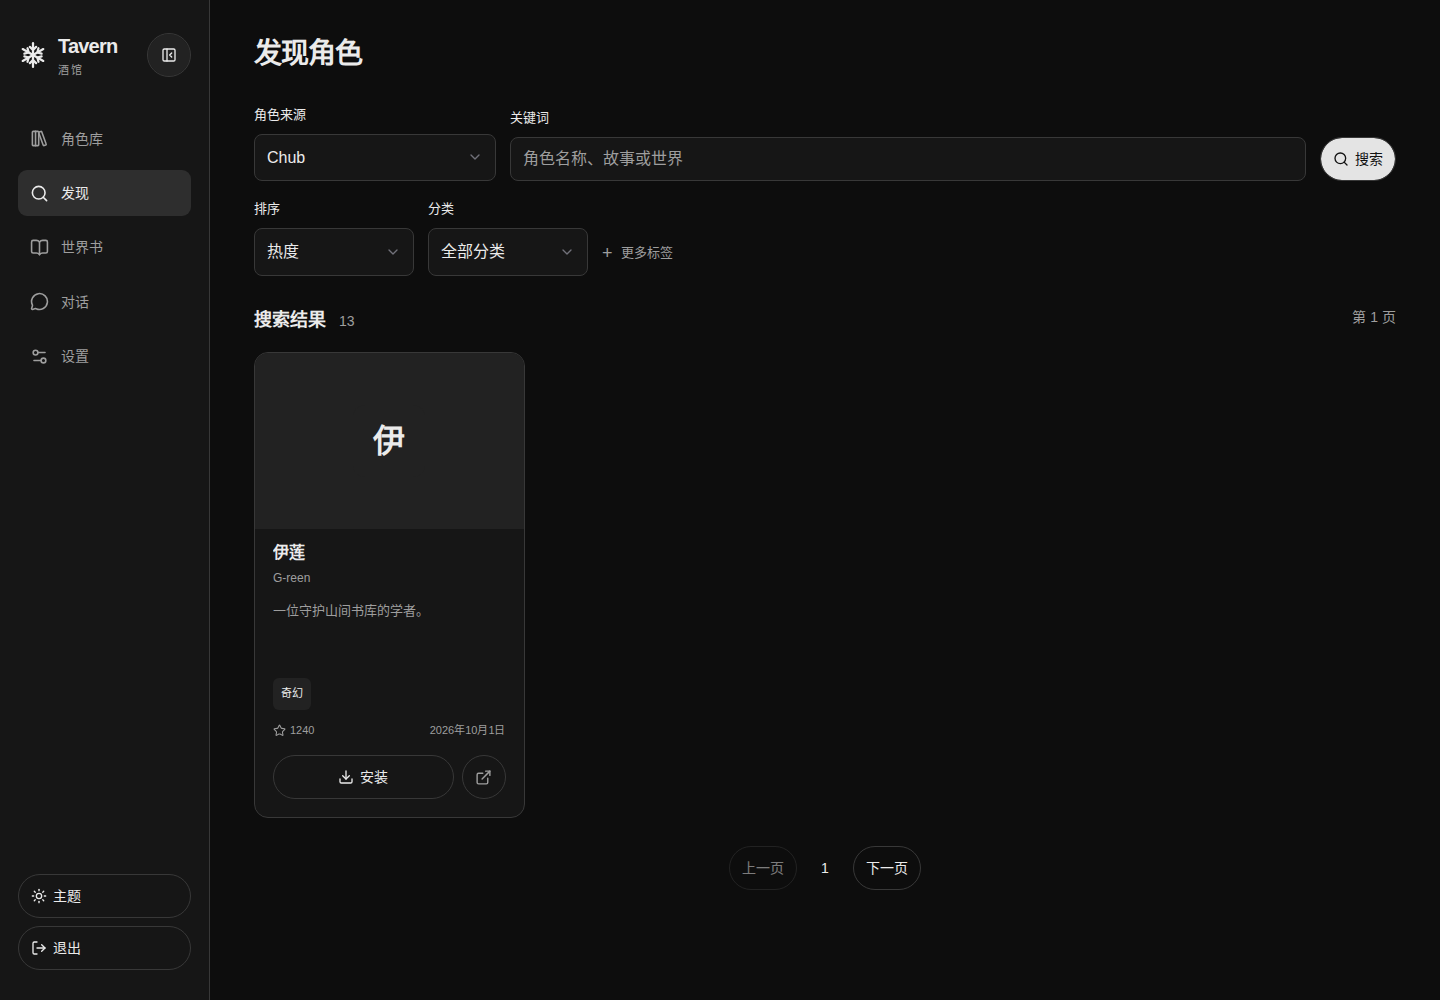 Tavern
酒馆
角色库
发现
世界书
对话
设置
主题
退出
发现角色
角色来源
关键词
Chub
角色名称、故事或世界
搜索
排序
分类
热度
全部分类
+ 更多标签
搜索结果 13
第 1 页
伊
伊莲
G-reen
一位守护山间书库的学者。
奇幻
1240
2026年10月1日
安装
上一页
1
下一页